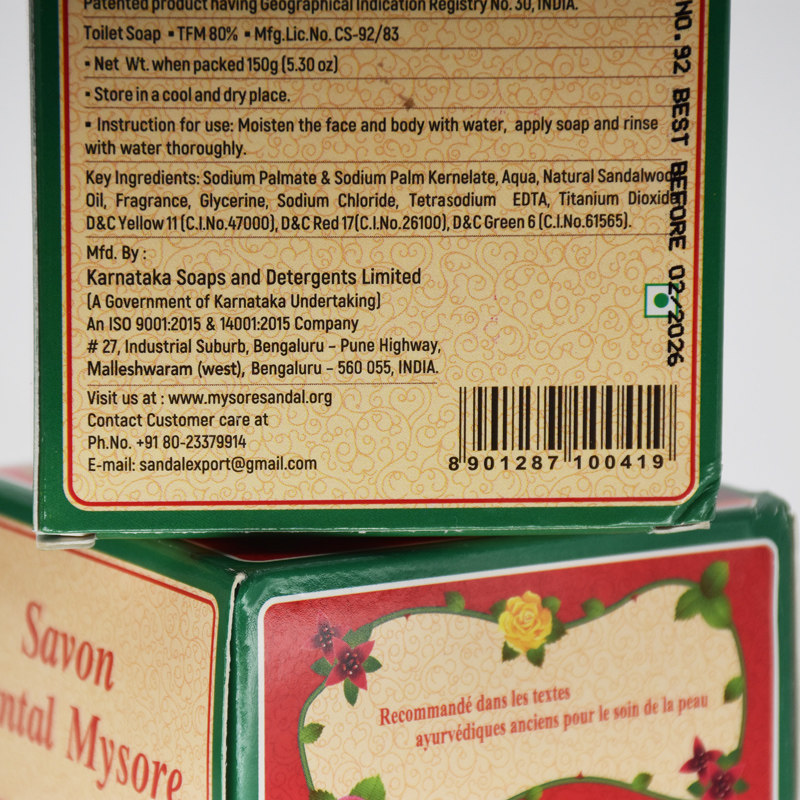 Patented product having Geographical Indication Registry No. 30, INDIA.
Toilet Soap ▪ TFM 80% ▪ Mfg.Lic.No. CS-92/83
▪ Net Wt. when packed 150g (5.30 oz)
▪ Store in a cool and dry place.
▪ Instruction for use: Moisten the face and body with water, apply soap and rinse
with water thoroughly.
Key Ingredients: Sodium Palmate & Sodium Palm Kernelate, Aqua, Natural Sandalwood
Oil, Fragrance, Glycerine, Sodium Chloride, Tetrasodium EDTA, Titanium Dioxide
D&C Yellow 11 (C.I.No.47000), D&C Red 17(C.I.No.26100), D&C Green 6 (C.I.No.61565).
Mfd. By :
Karnataka Soaps and Detergents Limited
(A Government of Karnataka Undertaking)
An ISO 9001:2015 & 14001:2015 Company
# 27, Industrial Suburb, Bengaluru – Pune Highway,
Malleshwaram (west), Bengaluru – 560 055, INDIA.
Visit us at : www.mysoresandal.org
Contact Customer care at
Ph.No. +91 80-23379914
E-mail: sandalexport@gmail.com
8 901287 100419
NO. 92 BEST BEFORE 02/2026
Savon
ntal Mysore
Recommandé dans les textes
ayurvédiques anciens pour le soin de la peau